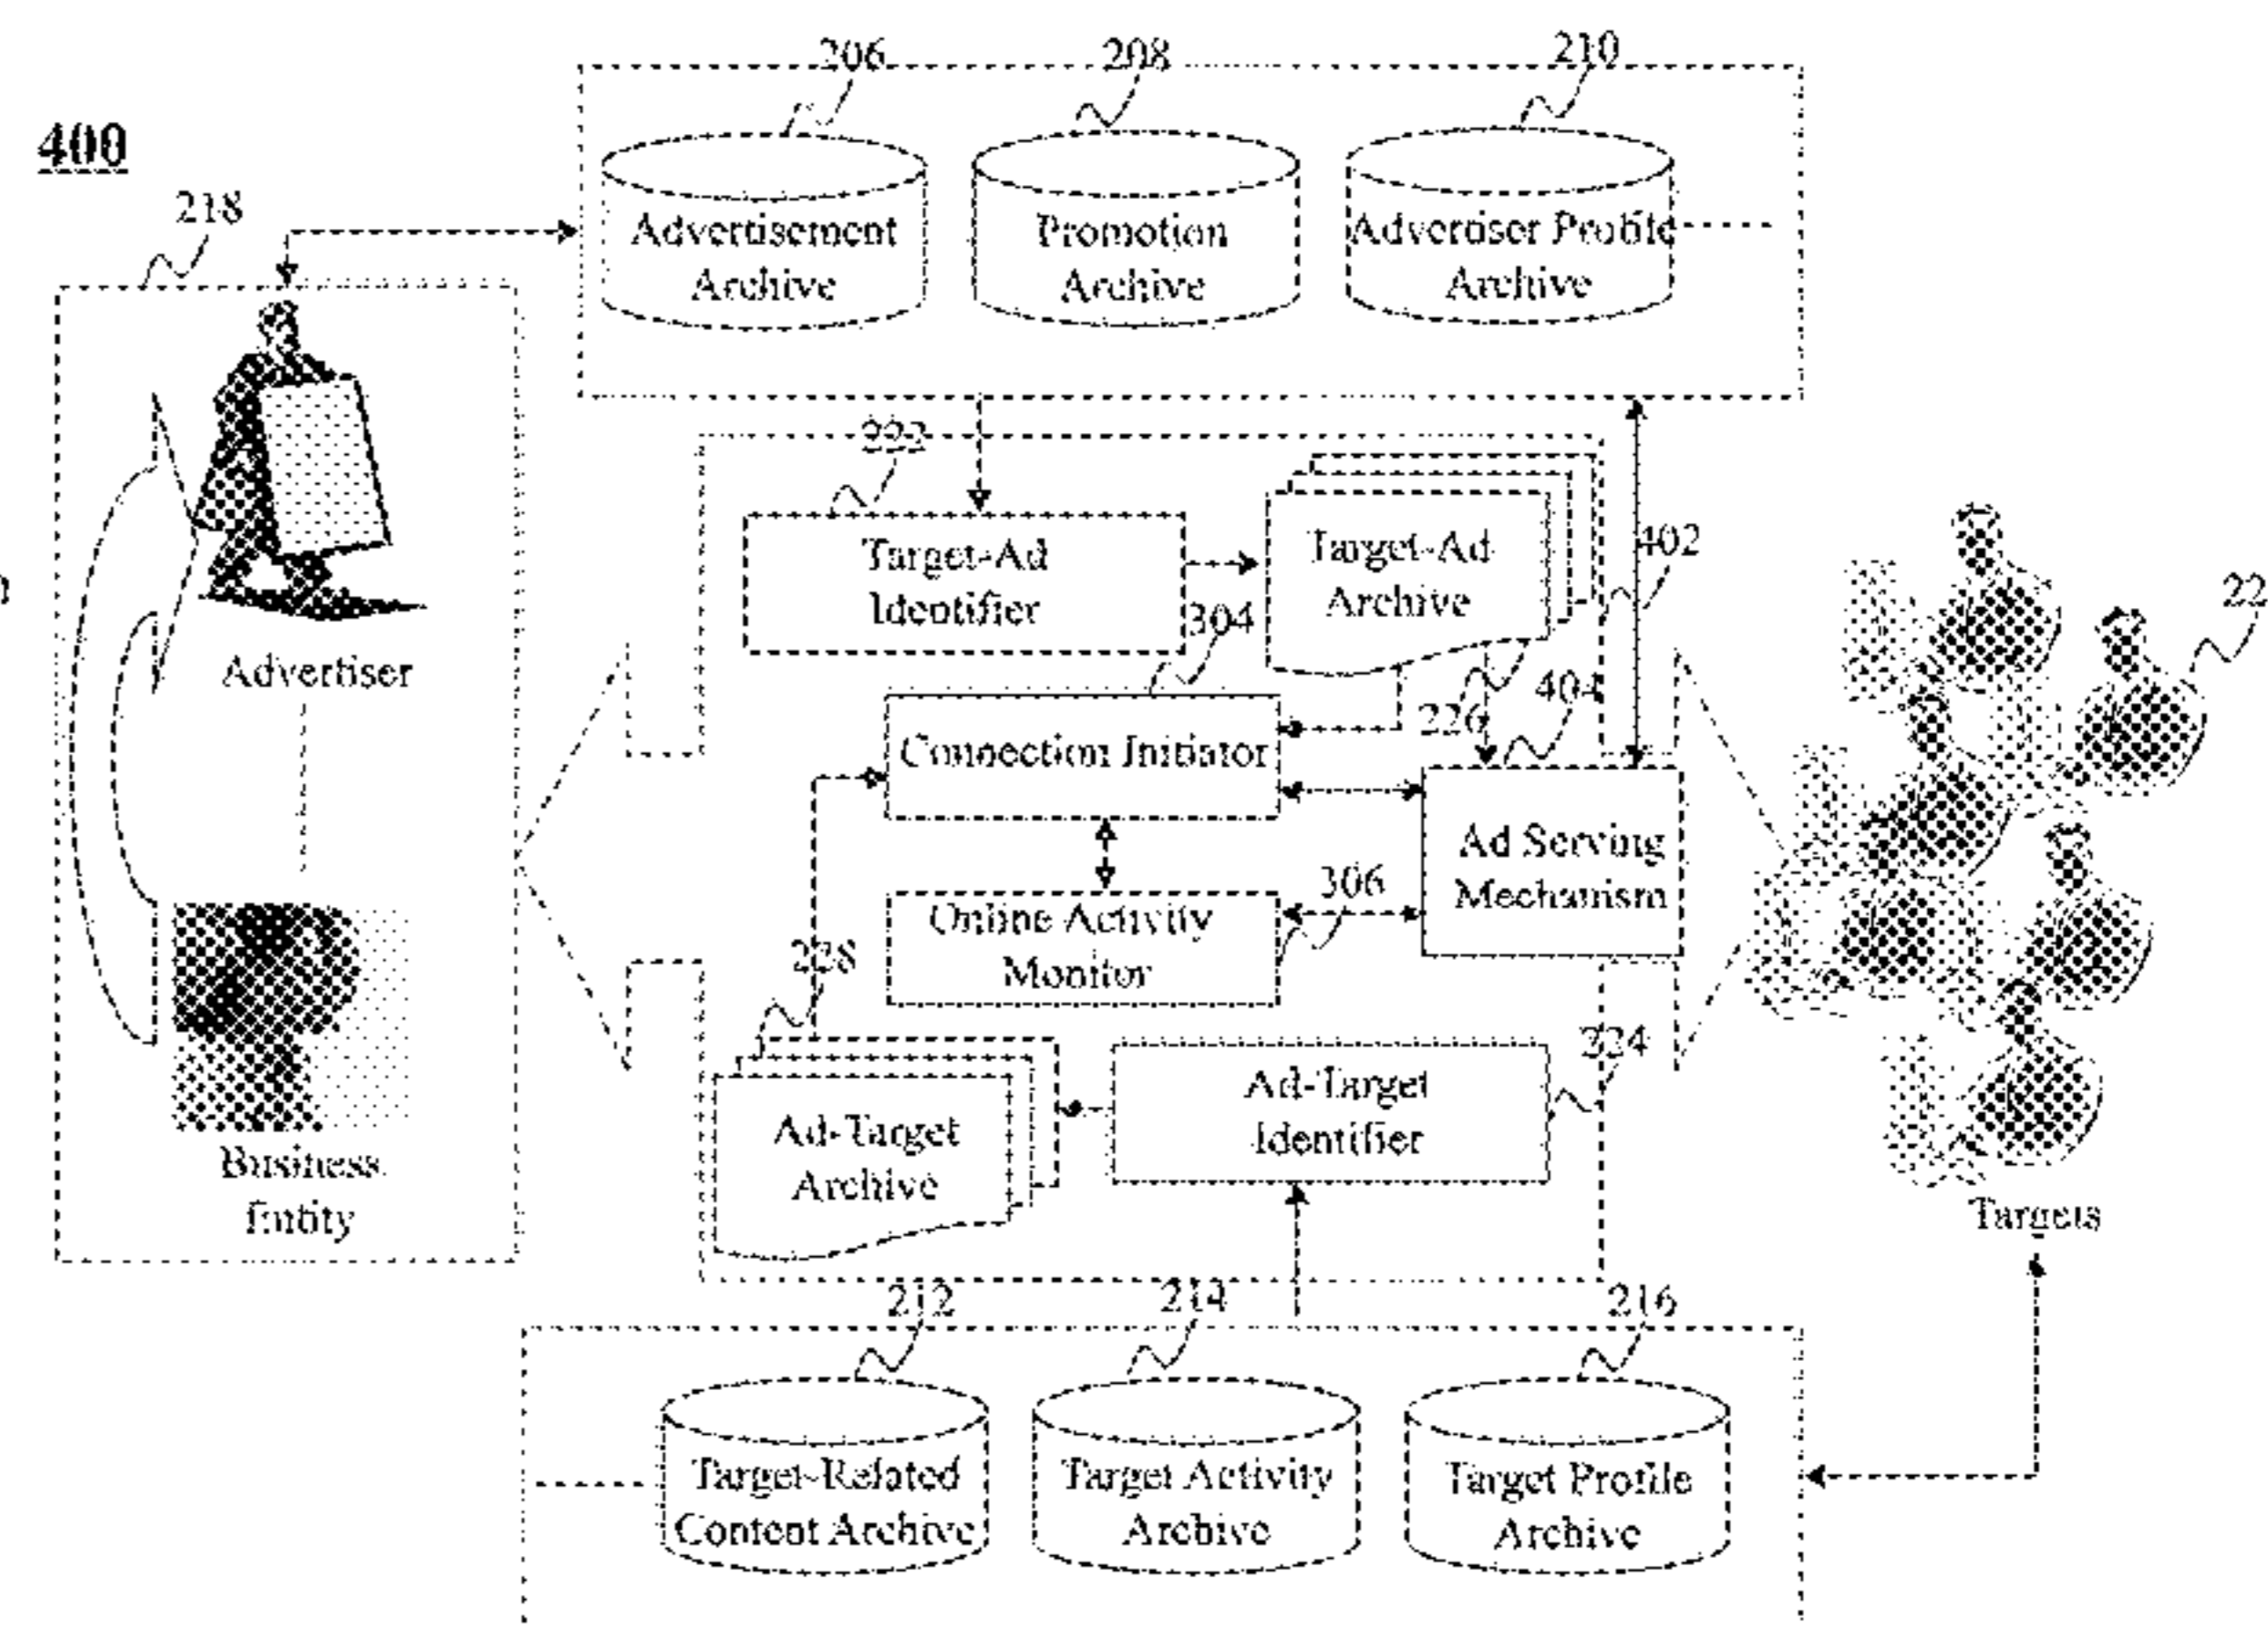 400
206
208
210
218
Advertisement
Archive
Promotion
Archive
Advertiser Profile
Archive
222
Target-Ad
Identifier
Target-Ad
Archive
402
22
304
Advertiser
226
404
Connection Initiator
Ad Serving
Mechanism
306
Online Activity
Monitor
228
224
Ad-Target
Identifier
Ad-Target
Archive
Business
Entity
Targets
212
214
216
Target-Related
Content Archive
Target Activity
Archive
Target Profile
Archive